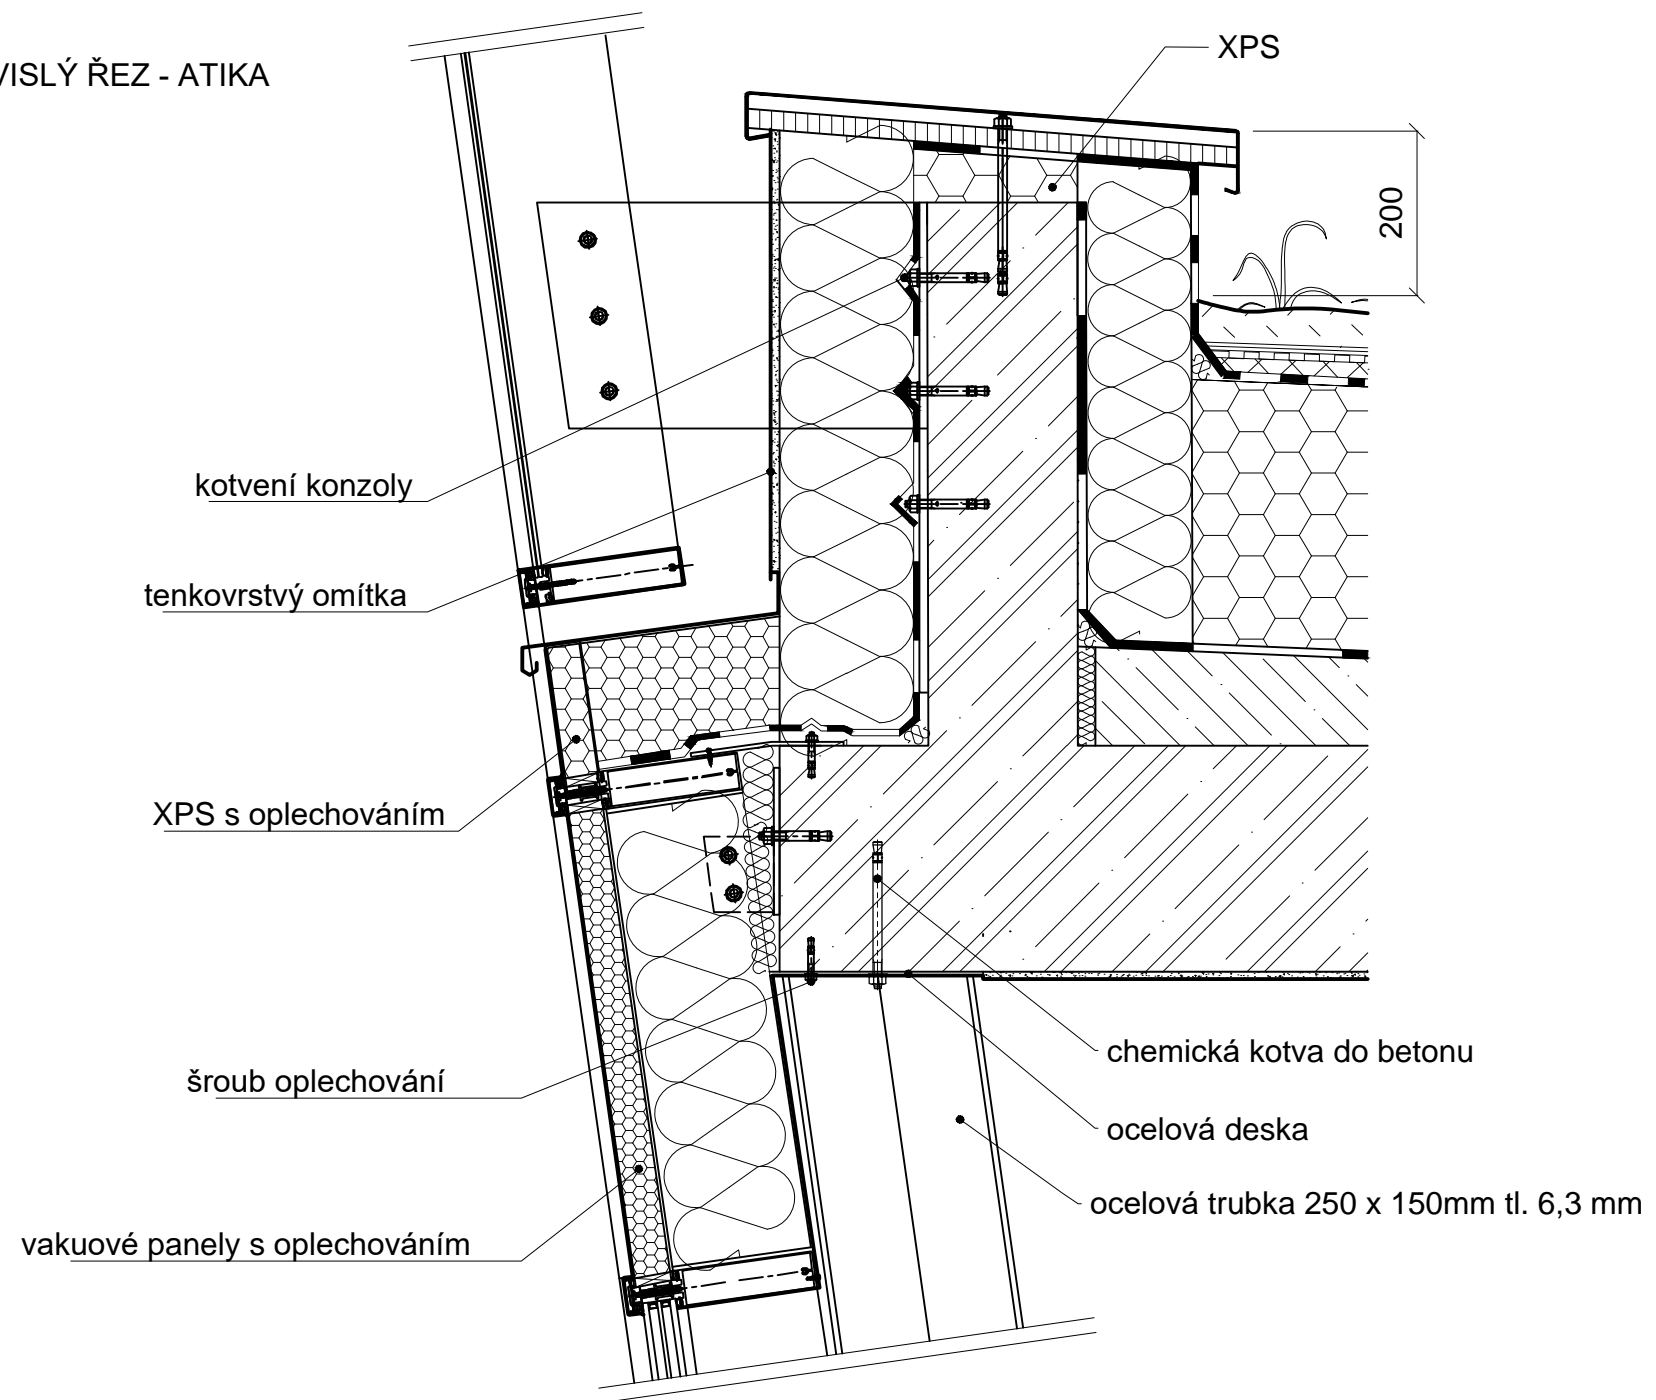 VISLÝ ŘEZ - ATIKA
XPS
200
kotvení konzoly
tenkovrstvý omítka
XPS s oplechováním
šroub oplechování
vakuové panely s oplechováním
chemická kotva do betonu
ocelová deska
ocelová trubka 250 x 150mm tl. 6,3 mm